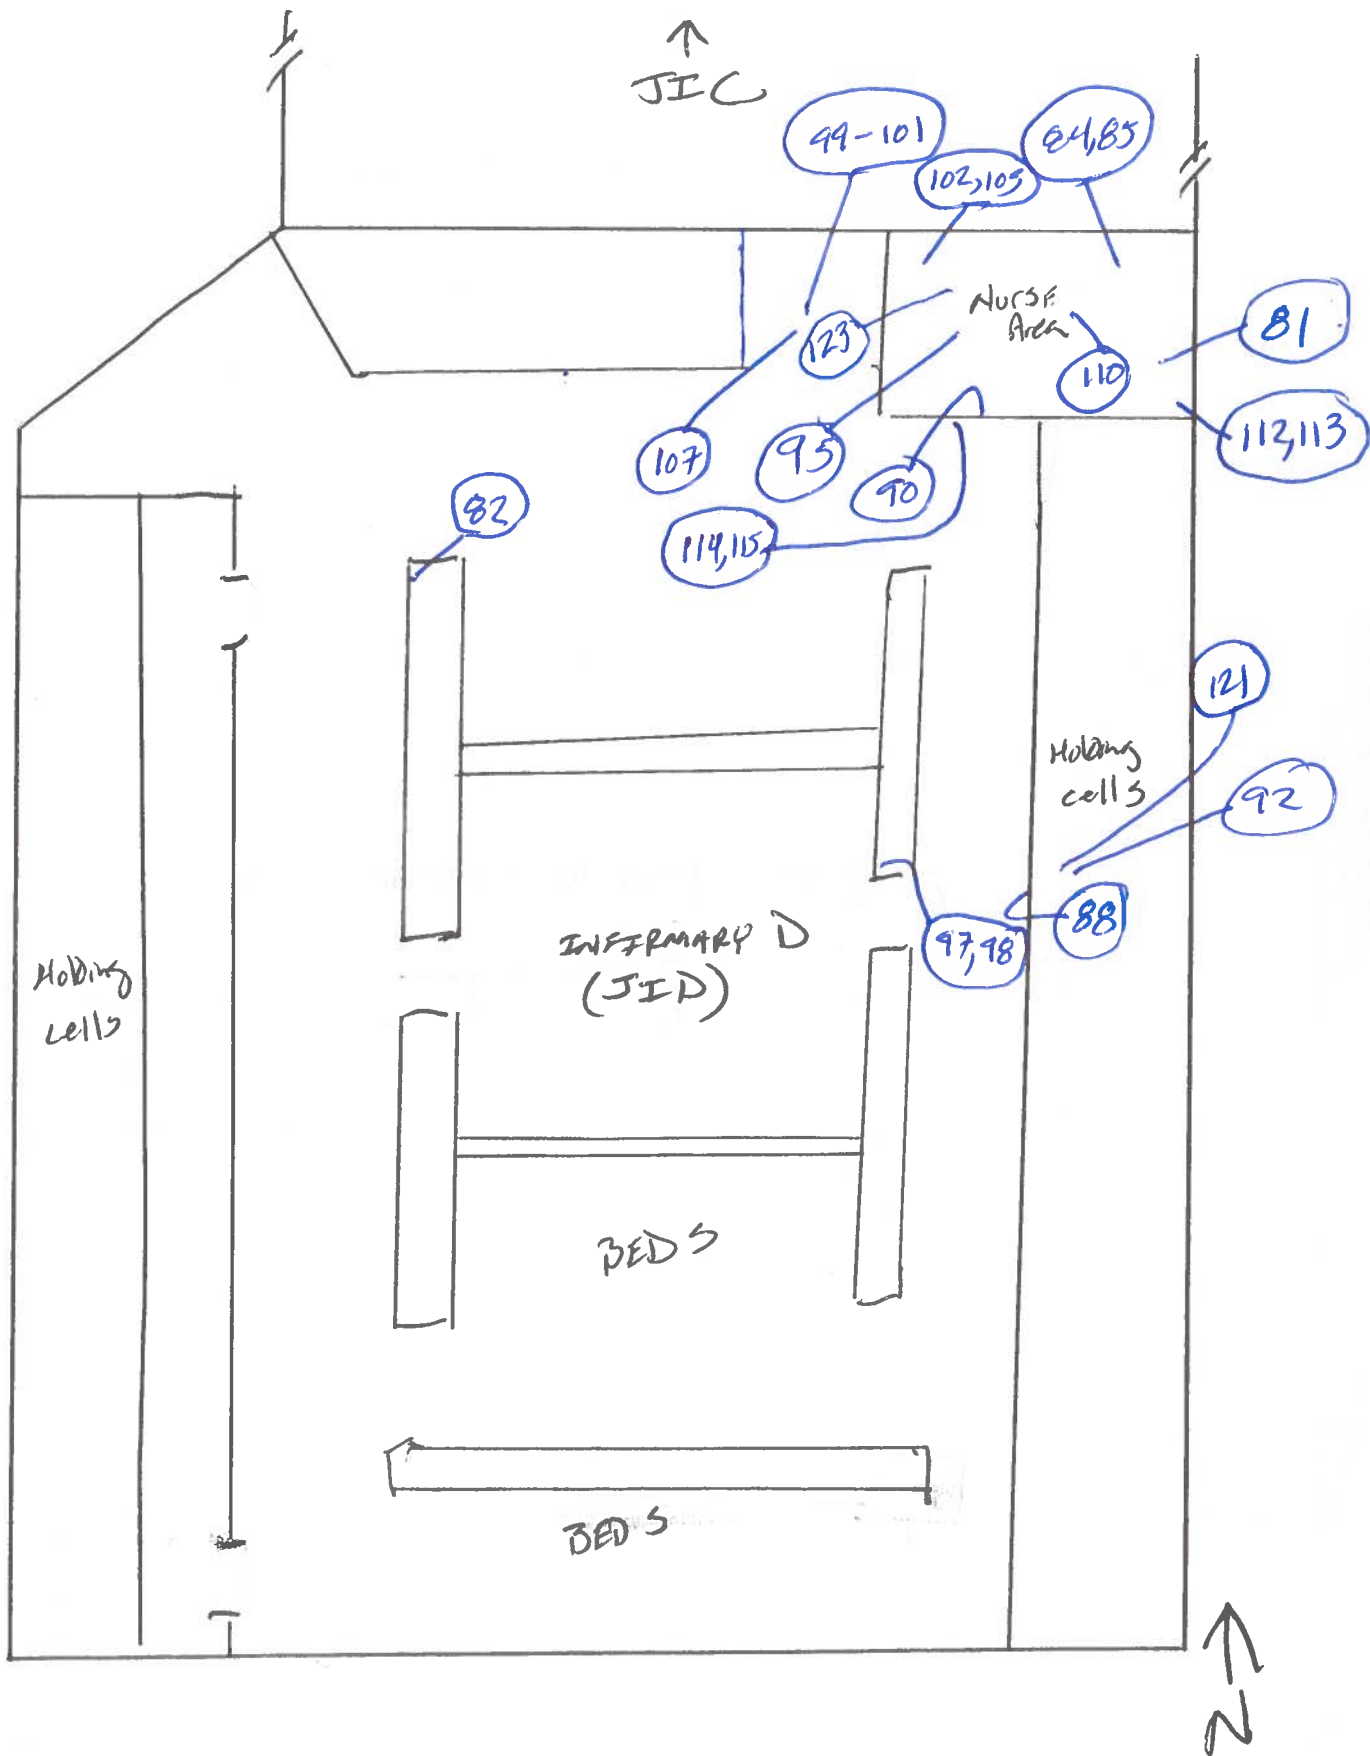 ↑
JIC
99-101
84,85
102,103
Nurse
Area
123
81
110
112,113
107
95
90
82
114,115
121
Holding
cells
92
88
97,98
INFIRMARY D
(JID)
Holding
cells
BEDS
BEDS
N